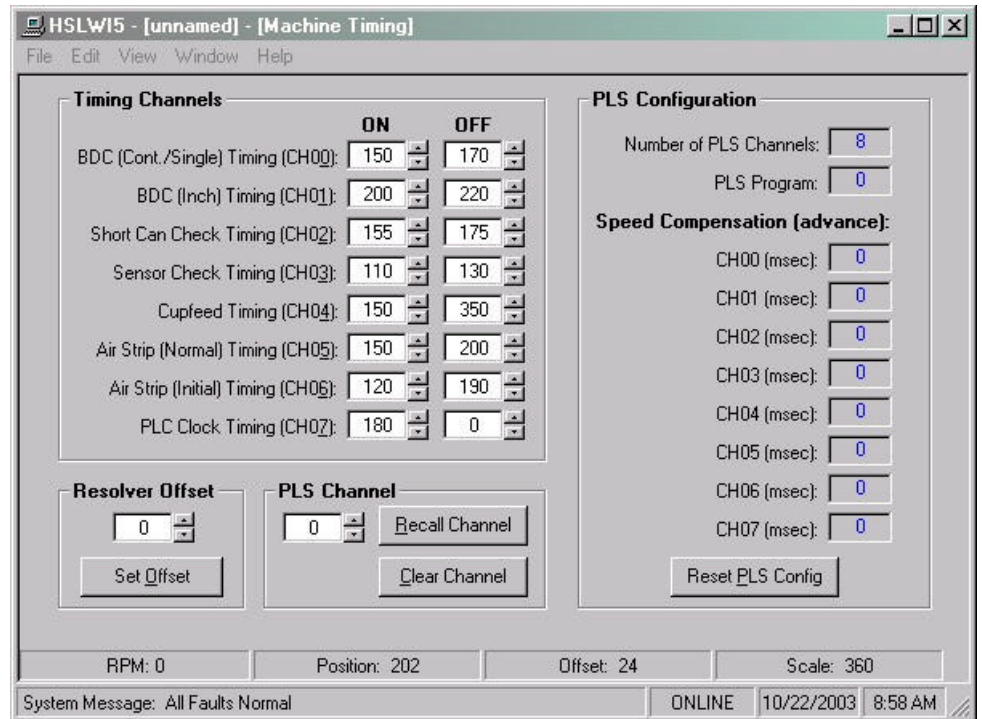 HSLWI5 - [unnamed] - [Machine Timing]
File Edit View Window Help
Timing Channels
ON OFF
BDC (Cont./Single) Timing (CH00): 150 170
BDC (Inch) Timing (CH01): 200 220
Short Can Check Timing (CH02): 155 175
Sensor Check Timing (CH03): 110 130
Cupfeed Timing (CH04): 150 350
Air Strip (Normal) Timing (CH05): 150 200
Air Strip (Initial) Timing (CH06): 120 190
PLC Clock Timing (CH07): 180 0
Resolver Offset
0
Set Offset
PLS Channel
0 Recall Channel
Clear Channel
PLS Configuration
Number of PLS Channels: 8
PLS Program: 0
Speed Compensation (advance):
CH00 (msec): 0
CH01 (msec): 0
CH02 (msec): 0
CH03 (msec): 0
CH04 (msec): 0
CH05 (msec): 0
CH06 (msec): 0
CH07 (msec): 0
Reset PLS Config
RPM: 0 Position: 202 Offset: 24 Scale: 360
System Message: All Faults Normal ONLINE 10/22/2003 8:58 AM